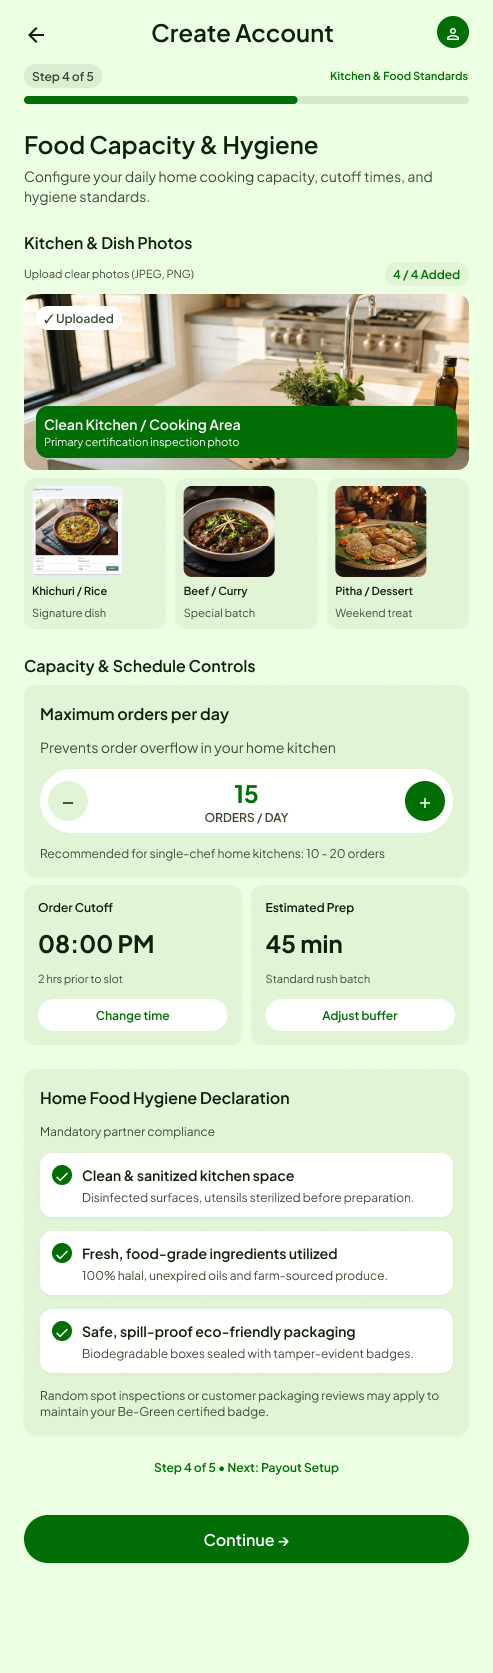 Create Account
Step 4 of 5
Kitchen & Food Standards
Food Capacity & Hygiene
Configure your daily home cooking capacity, cutoff times, and
hygiene standards.
Kitchen & Dish Photos
Upload clear photos (JPEG, PNG)
4 / 4 Added
✓ Uploaded
Clean Kitchen / Cooking Area
Primary certification inspection photo
Khichuri / Rice
Signature dish
Beef / Curry
Special batch
Pitha / Dessert
Weekend treat
Capacity & Schedule Controls
Maximum orders per day
Prevents order overflow in your home kitchen
−
15
+
ORDERS / DAY
Recommended for single-chef home kitchens: 10 - 20 orders
Order Cutoff
08:00 PM
2 hrs prior to slot
Change time
Estimated Prep
45 min
Standard rush batch
Adjust buffer
Home Food Hygiene Declaration
Mandatory partner compliance
Clean & sanitized kitchen space
Disinfected surfaces, utensils sterilized before preparation.
Fresh, food-grade ingredients utilized
100% halal, unexpired oils and farm-sourced produce.
Safe, spill-proof eco-friendly packaging
Biodegradable boxes sealed with tamper-evident badges.
Random spot inspections or customer packaging reviews may apply to
maintain your Be-Green certified badge.
Step 4 of 5 • Next: Payout Setup
Continue →